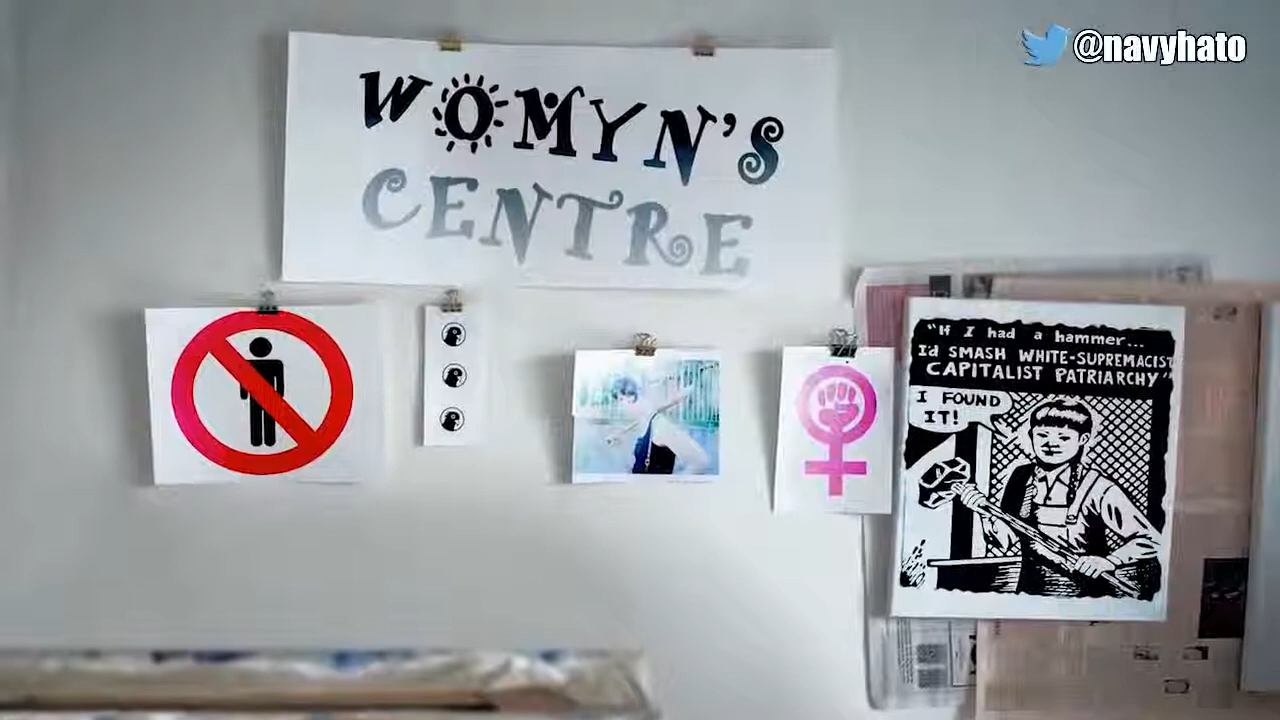 @navyhato
WOMYN'S
CENTRE
"If I had a hammer...
I'd SMASH WHITE-SUPREMACIST
CAPITALIST PATRIARCHY"
I FOUND
IT!